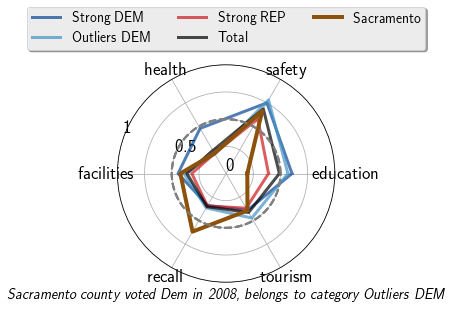 Strong DEM Strong REP Sacramento
Outliers DEM Total
health safety
1
0.5
0
facilities education
recall tourism
Sacramento county voted Dem in 2008, belongs to category Outliers DEM